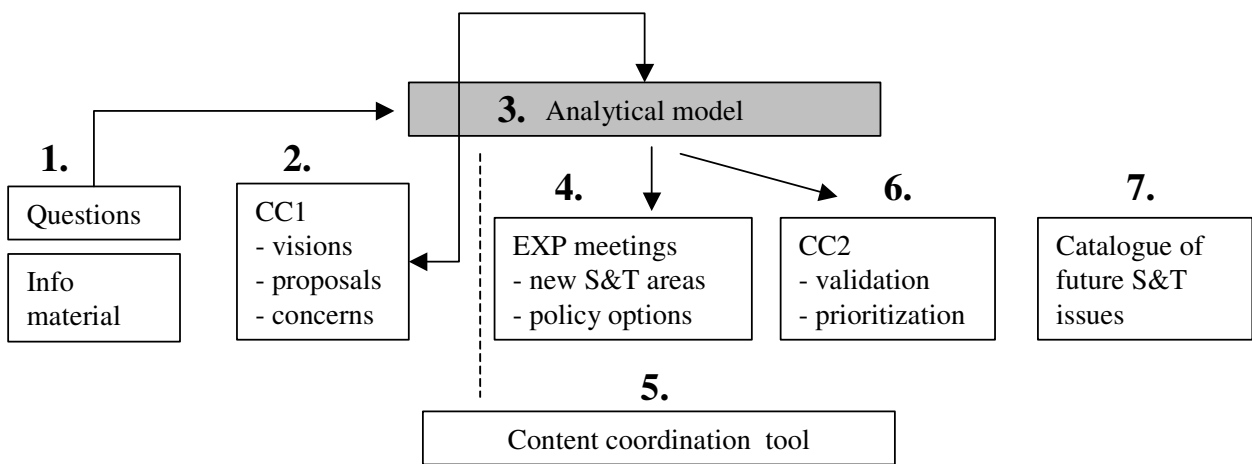 3. Analytical model
1.
Questions
Info
material
2.
CC1
- visions
- proposals
- concerns
4.
EXP meetings
- new S&T areas
- policy options
6.
CC2
- validation
- prioritization
7.
Catalogue of
future S&T
issues
5.
Content coordination tool